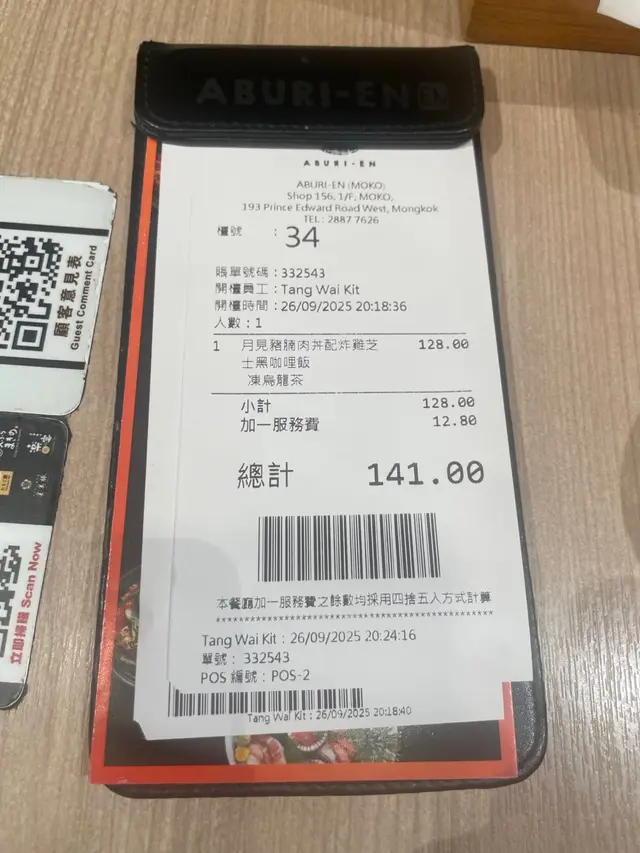 ABURI-EN
ABURI-EN
ABURI-EN (MOKO)
Shop 156, 1/F, MOKO,
193 Prince Edward Road West, Mongkok
TEL : 2887 7626
檯號 : 34
賬單號碼 : 332543
開檯員工 : Tang Wai Kit
開檯時間 : 26/09/2025 20:18:36
人數 : 1
1 月見豬腩肉丼配炸雞芝 128.00
士黑咖哩飯
凍烏龍茶
小計 128.00
加一服務費 12.80
總計 141.00
本餐廳加一服務費之餘數均採用四捨五入方式計算
Tang Wai Kit : 26/09/2025 20:24:16
單號 : 332543
POS 編號 : POS-2
Tang Wai Kit : 26/09/2025 20:18:40
顧客意見表
Guest Comment Card
立即掃瞄 Scan Now